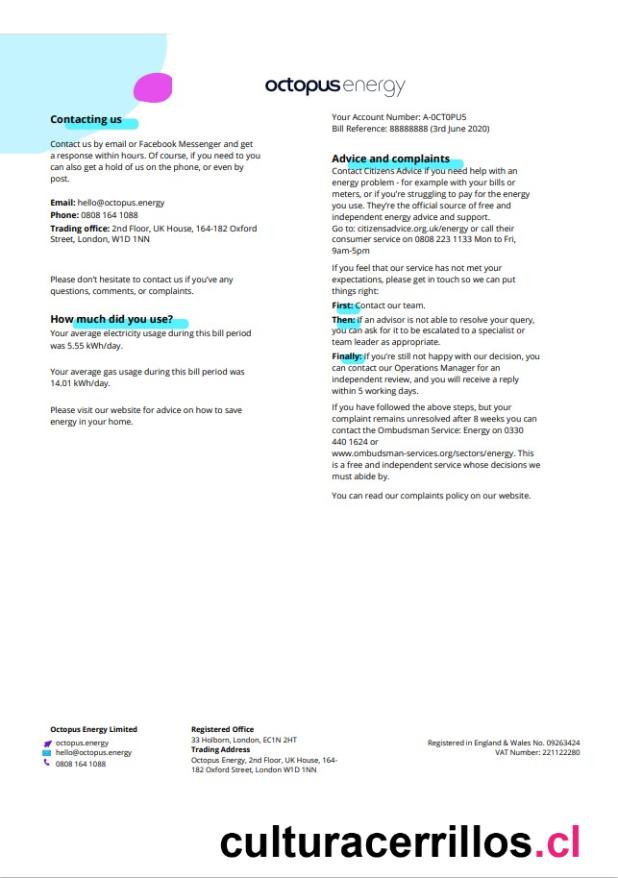 octopusenergy
Contacting us
Contact us by email or Facebook Messenger and get
a response within hours. Of course, if you need to you
can also get a hold of us on the phone, or even by
post.
Email: hello@octopus.energy
Phone: 0808 164 1088
Trading office: 2nd Floor, UK House, 164-182 Oxford
Street, London, W1D 1NN
Please don't hesitate to contact us if you've any
questions, comments, or complaints.
How much did you use?
Your average electricity usage during this bill period
was 5.55 kWh/day.
Your average gas usage during this bill period was
14.01 kWh/day.
Please visit our website for advice on how to save
energy in your home.
Your Account Number: A-0CT0PU5
Bill Reference: 88888888 (3rd June 2020)
Advice and complaints
Contact Citizens Advice if you need help with an
energy problem - for example with your bills or
meters, or if you're struggling to pay for the energy
you use. They're the official source of free and
independent energy advice and support.
Go to: citizensadvice.org.uk/energy or call their
consumer service on 0808 223 1133 Mon to Fri,
9am-5pm
If you feel that our service has not met your
expectations, please get in touch so we can put
things right:
First: Contact our team.
Then: if an advisor is not able to resolve your query,
you can ask for it to be escalated to a specialist or
team leader as appropriate.
Finally: If you're still not happy with our decision, you
can contact our Operations Manager for an
independent review, and you will receive a reply
within 5 working days.
If you have followed the above steps, but your
complaint remains unresolved after 8 weeks you can
contact the Ombudsman Service: Energy on 0330
440 1624 or
www.ombudsman-services.org/sectors/energy. This
is a free and independent service whose decisions we
must abide by.
You can read our complaints policy on our website.
Octopus Energy Limited
octopus.energy
hello@octopus.energy
0808 164 1088
Registered Office
33 Holborn, London, EC1N 2HT
Trading Address
Octopus Energy, 2nd Floor, UK House, 164-
182 Oxford Street, London W1D 1NN
Registered in England & Wales No. 09263424
VAT Number: 221122280
culturacerrillos.cl